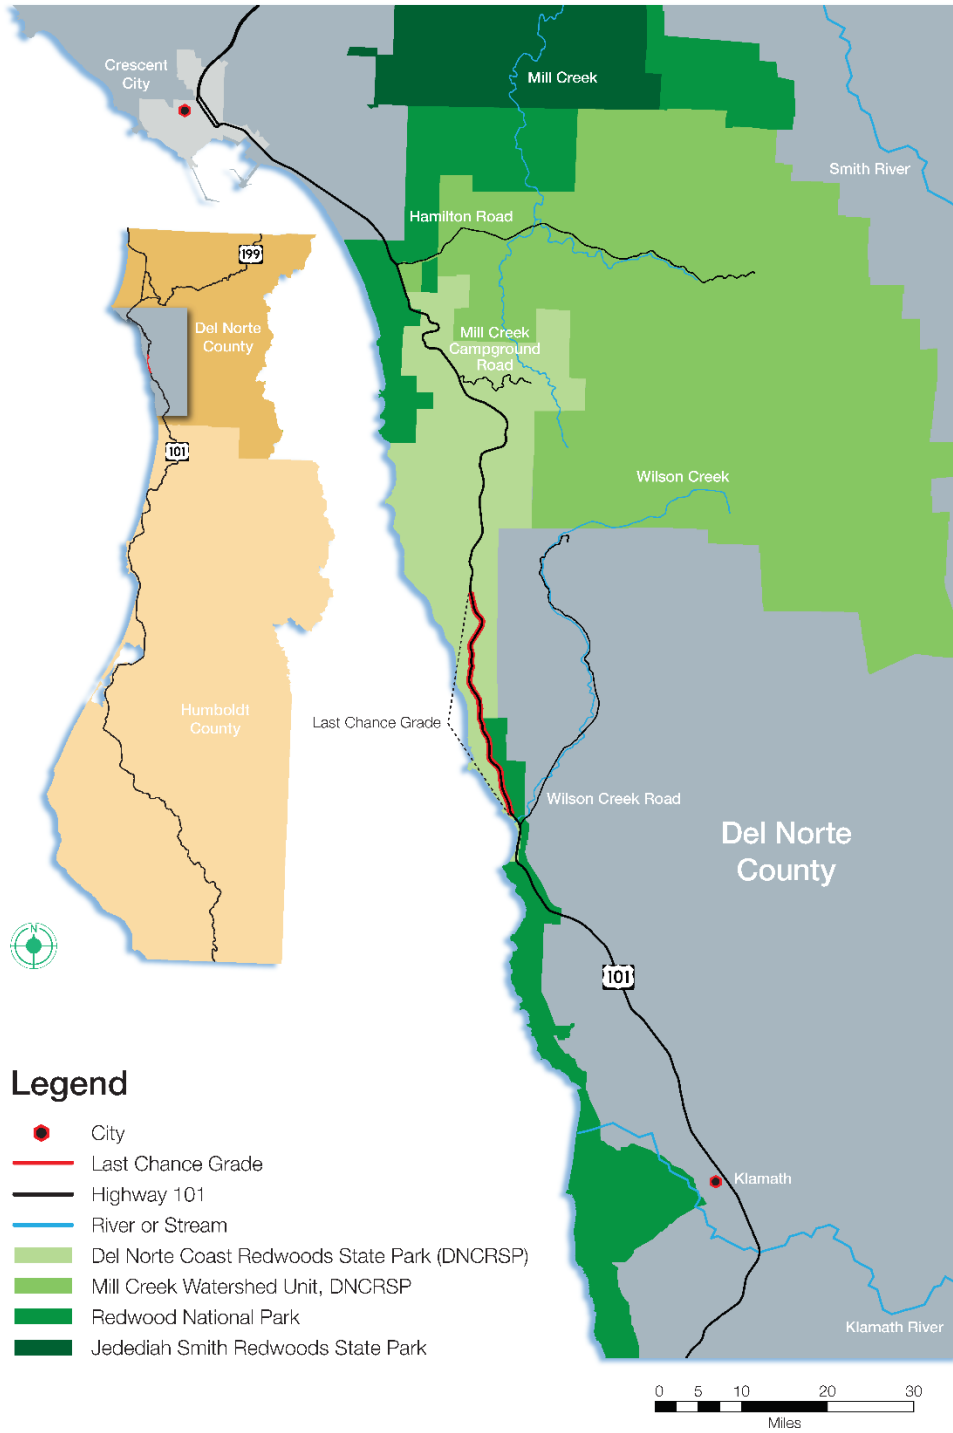 Crescent
City
Mill Creek
Smith River
Hamilton Road
199
Del Norte
County
Mill Creek
Campground
Road
101
Wilson Creek
Humboldt
County
Last Chance Grade
Wilson Creek Road
Del Norte
County
N
101
Legend
City
Last Chance Grade
Highway 101
River or Stream
Del Norte Coast Redwoods State Park (DNCRSP)
Mill Creek Watershed Unit, DNCRSP
Redwood National Park
Jedediah Smith Redwoods State Park
Klamath
Klamath River
0 5 10 20 30
Miles